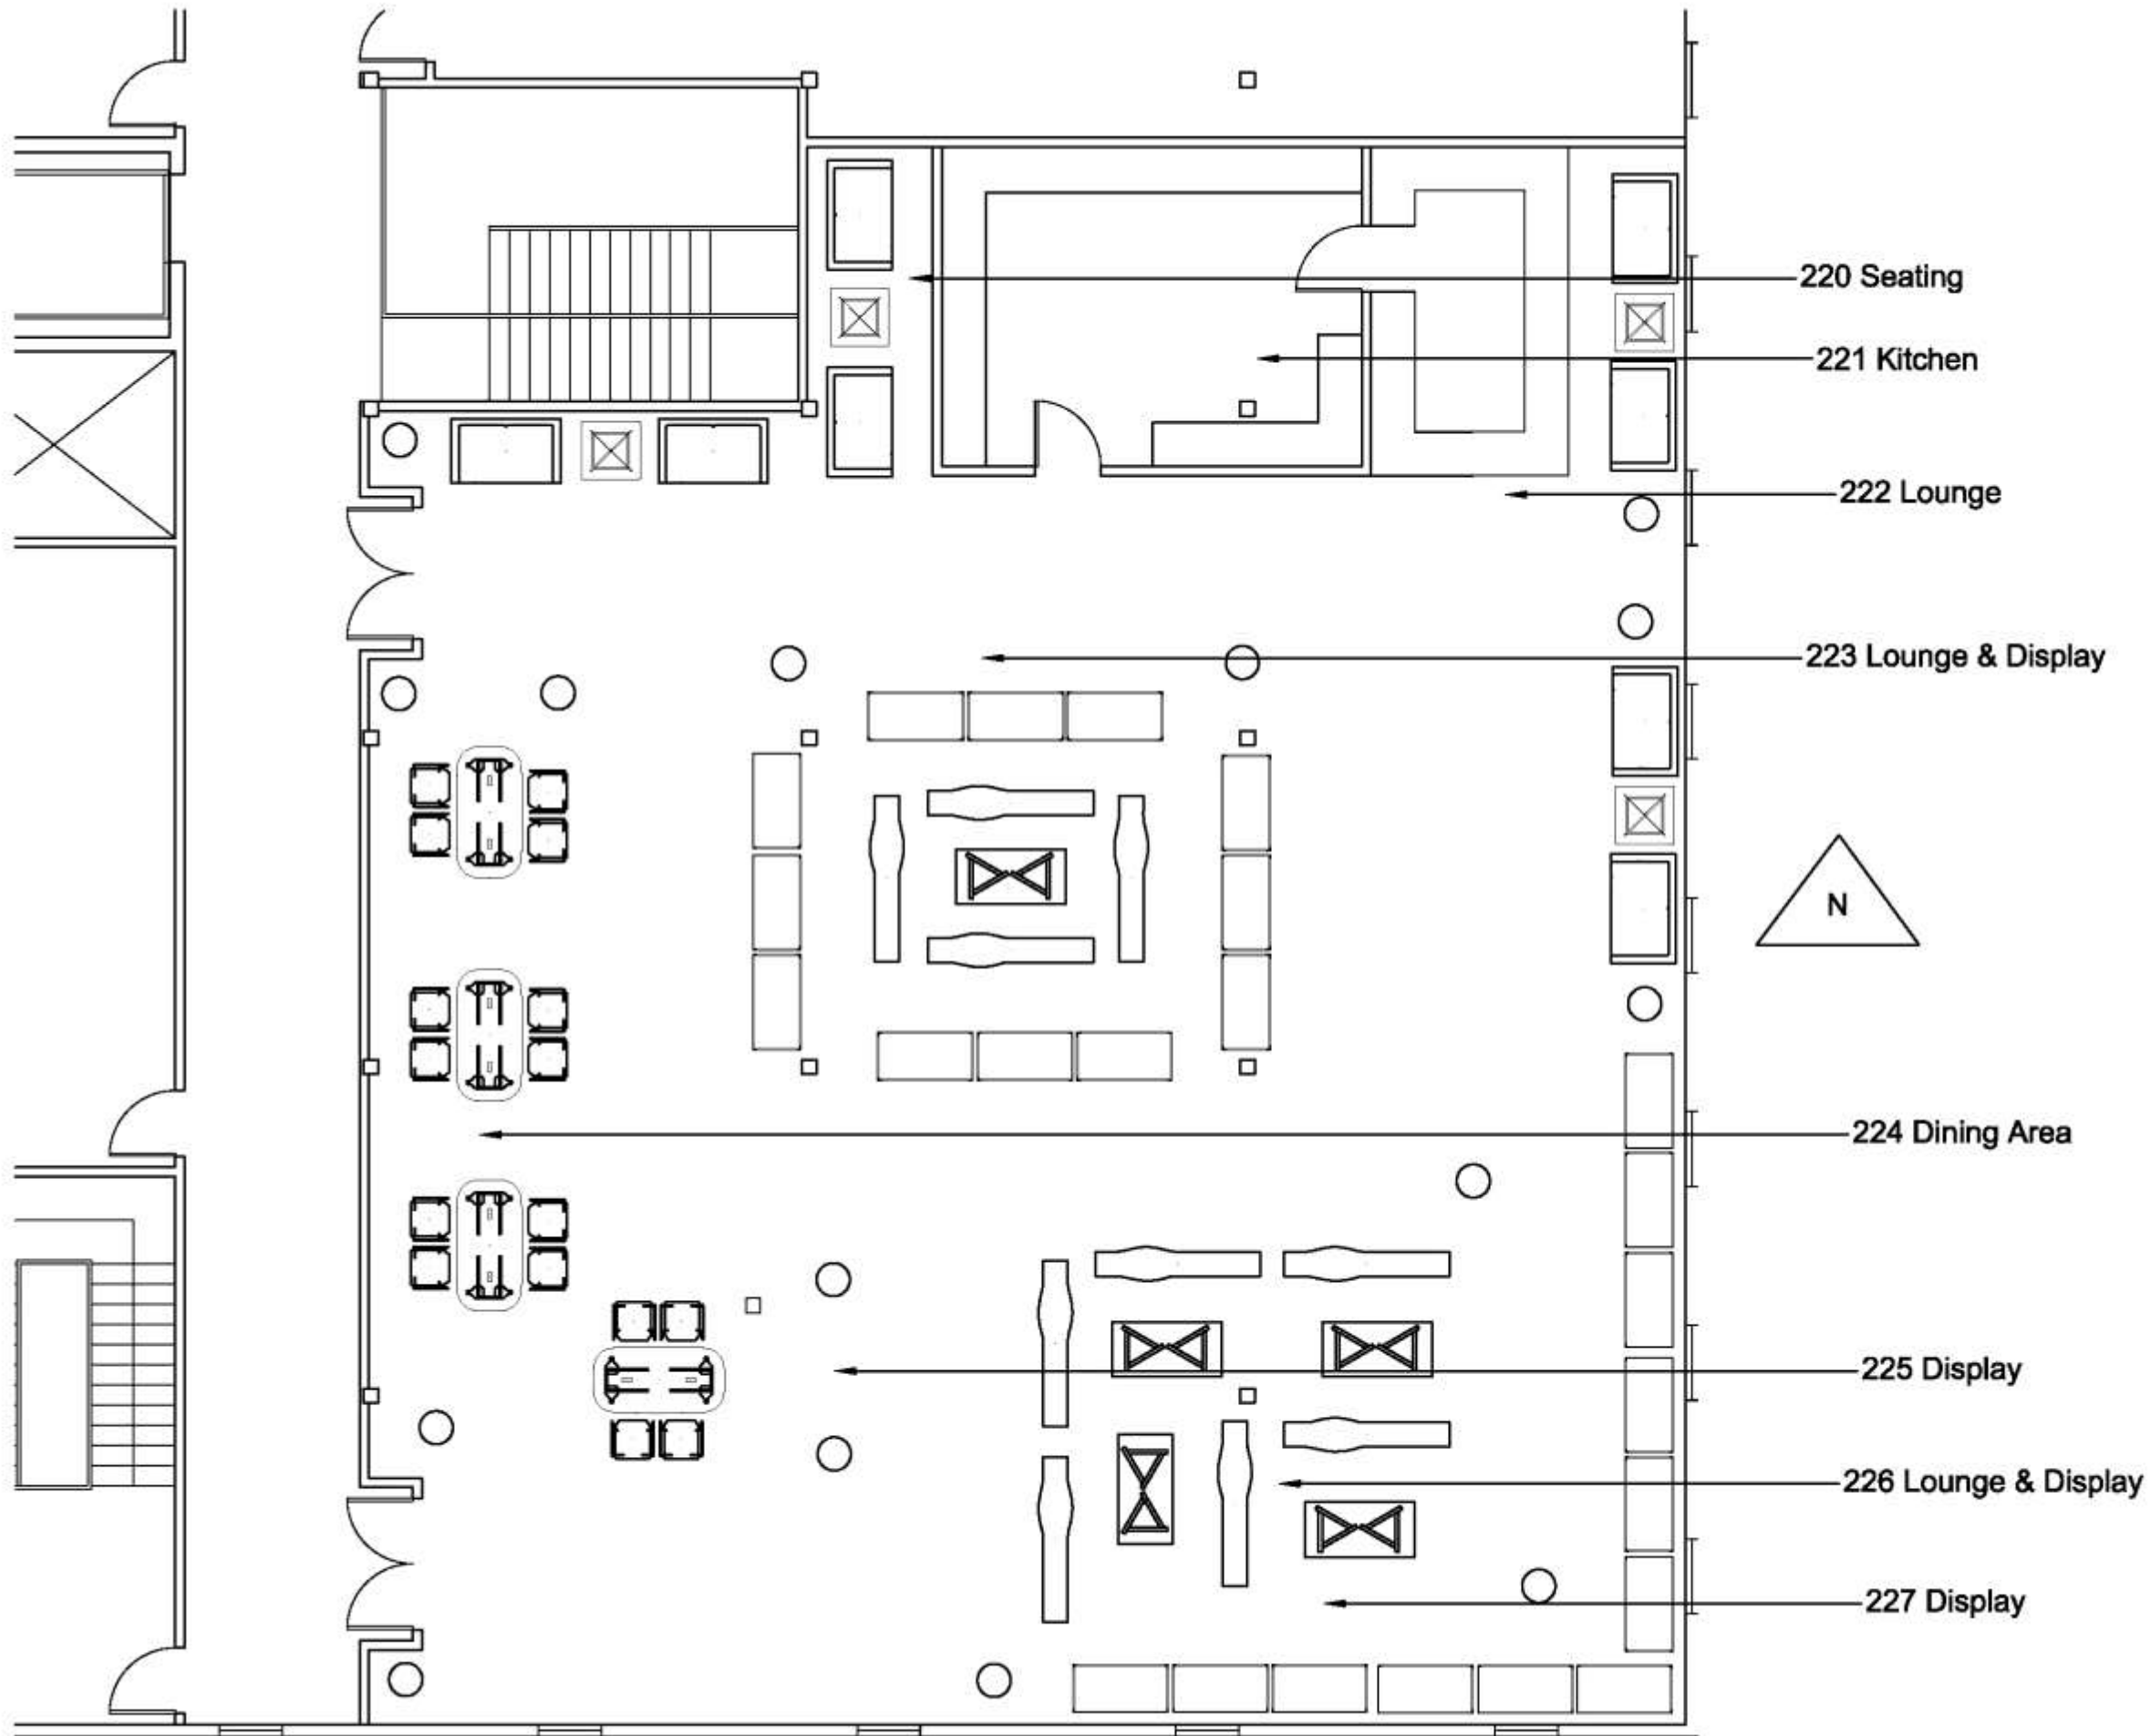 220 Seating
221 Kitchen
222 Lounge
223 Lounge & Display
N
224 Dining Area
225 Display
226 Lounge & Display
227 Display